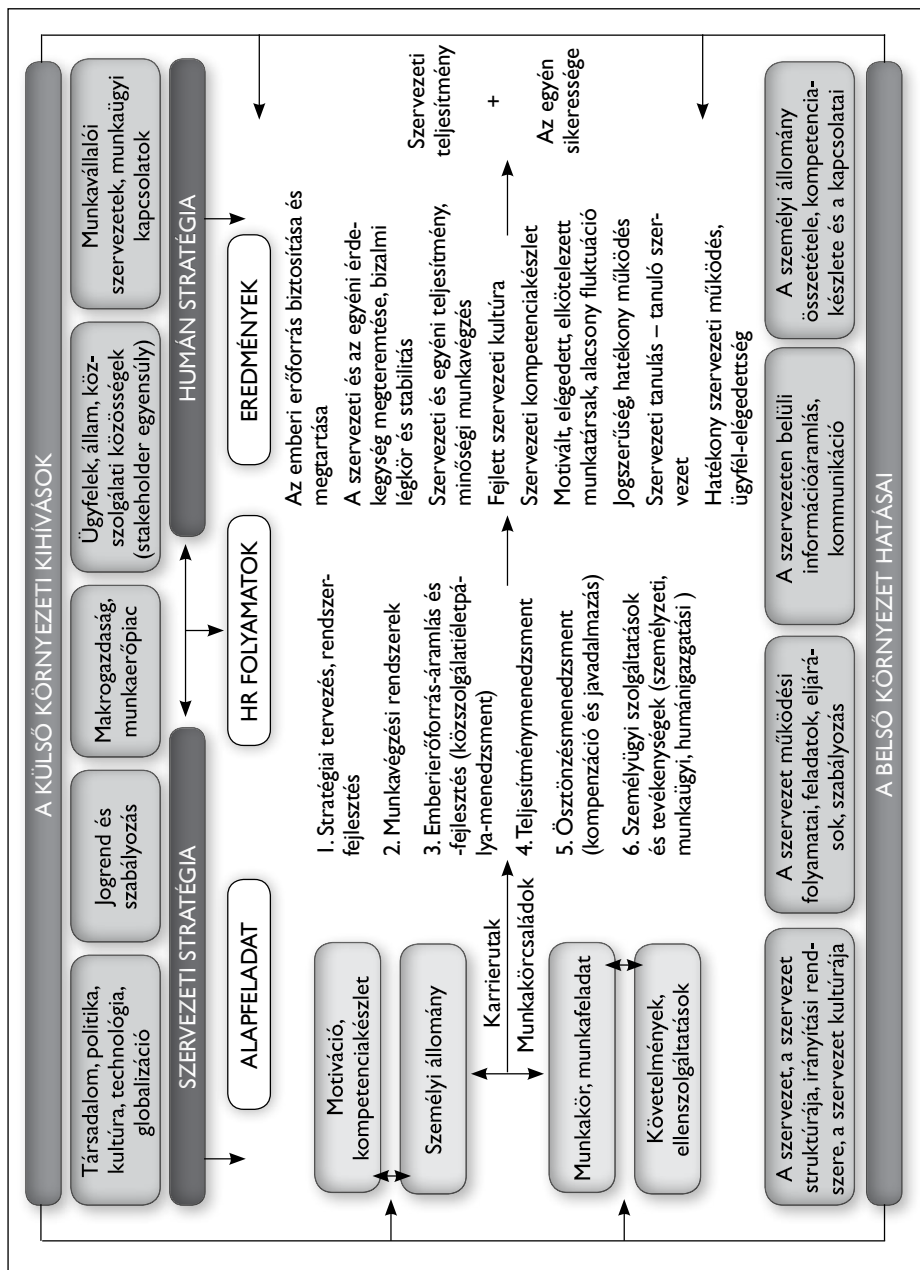 A KÜLSŐ KÖRNYEZETI KIHÍVÁSOK
Társadalom, politika,
kultúra, technológia,
globalizáció
Jogrend és
szabályozás
Makrogazdaság,
munkaerőpiac
Ügyfelek, állam, köz-
szolgálati közösségek
(stakeholder egyensúly)
Munkavállalói
szervezetek, munkaügyi
kapcsolatok
SZERVEZETI STRATÉGIA
HUMÁN STRATÉGIA
ALAPFELADAT
HR FOLYAMATOK
EREDMÉNYEK
Motiváció,
kompetenciakészlet
Személyi állomány
Karrierutak
Munkakörcsaládok
Munkakör, munkafeladat
Követelmények,
ellenszolgáltatások
1. Stratégiai tervezés, rendszer-
fejlesztés
2. Munkavégzési rendszerek
3. Emberierőforrás-áramlás és
-fejlesztés (közszolgálatiéletpá-
lya-menedzsment)
4. Teljesítménymenedzsment
5. Ösztönzésmenedzsment
(kompenzáció és javadalmazás)
6. Személyügyi szolgáltatások
és tevékenységek (személyzeti,
munkaügyi, humánigazgatási )
Az emberi erőforrás biztosítása és
megtartása
A szervezeti és az egyéni érde-
kegység megteremtése, bizalmi
légkör és stabilitás
Szervezeti és egyéni teljesítmény,
minőségi munkavégzés
Fejlett szervezeti kultúra
Szervezeti kompetenciakészlet
Motivált, elégedett, elkötelezett
munkatársak, alacsony fluktuáció
Jogszerűség, hatékony működés
Szervezeti tanulás – tanuló szer-
vezet
Hatékony szervezeti működés,
ügyfél-elégedettség
Szervezeti
teljesítmény
+
Az egyén
sikeressége
A szervezet, a szervezet
struktúrája, irányítási rend-
szere, a szervezet kultúrája
A szervezet működési
folyamatai, feladatok, eljárá-
sok, szabályozás
A szervezeten belüli
információáramlás,
kommunikáció
A személyi állomány
összetétele, kompetencia-
készlete és a kapcsolatai
A BELSŐ KÖRNYEZET HATÁSAI